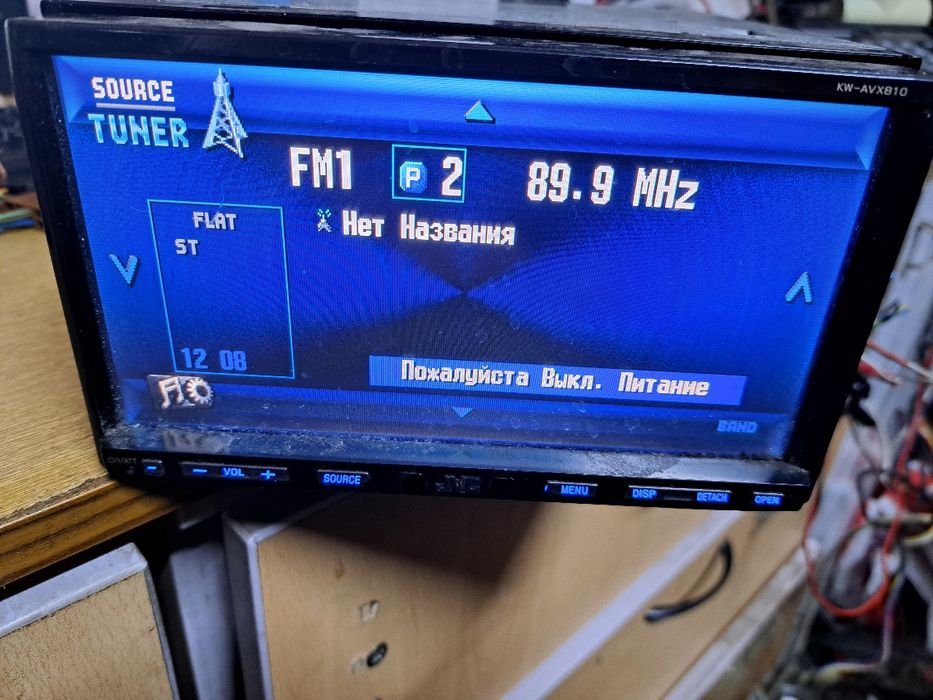 KW-AVX810
SOURCE
TUNER
FM1 P 2 89.9 MHz
FLAT
Нет Названия
ST
12 08
Пожалуйста Выкл. Питание
BAND
VOL
SOURCE
JVC
MENU
DISP
DETACH
OPEN